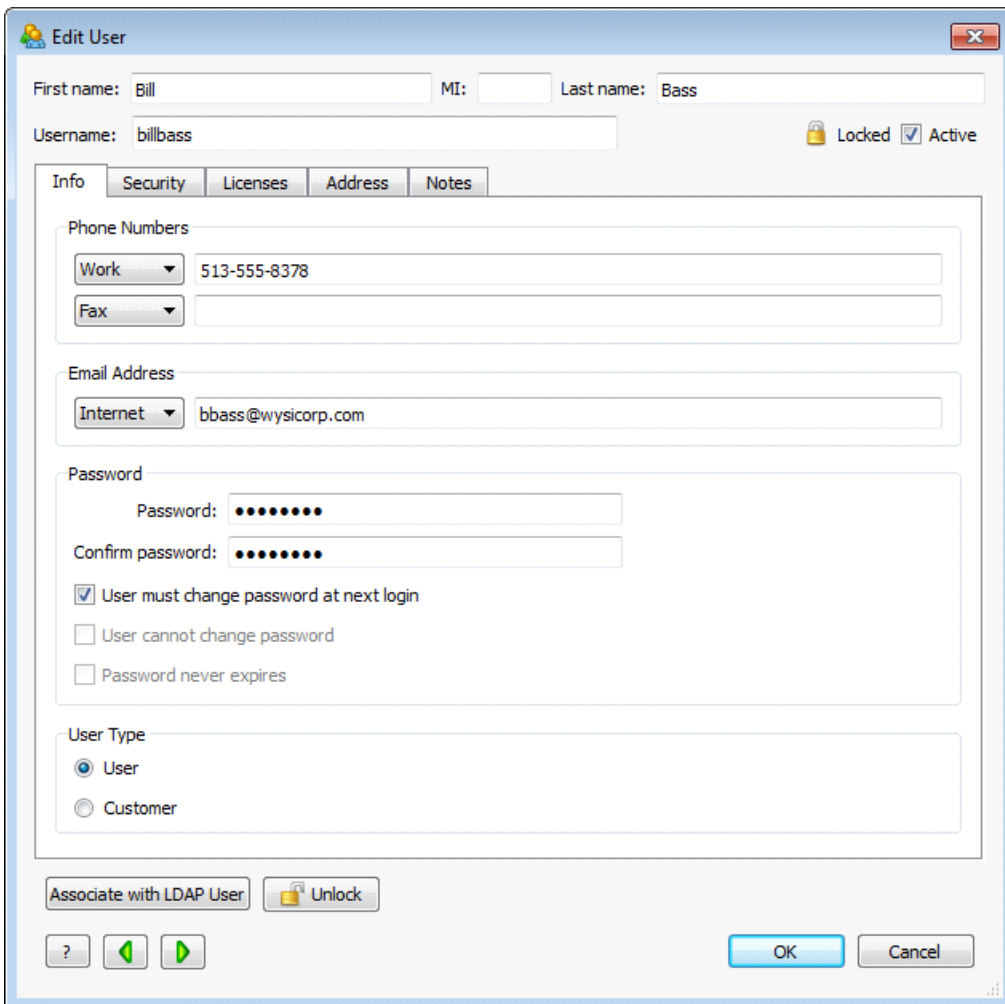 Edit User
First name: Bill MI: Last name: Bass
Username: billbass Locked Active
Info Security Licenses Address Notes
Phone Numbers
Work 513-555-8378
Fax
Email Address
Internet bbass@wysicorp.com
Password
Password: ••••••••
Confirm password: ••••••••
User must change password at next login
User cannot change password
Password never expires
User Type
User
Customer
Associate with LDAP User Unlock
? OK Cancel